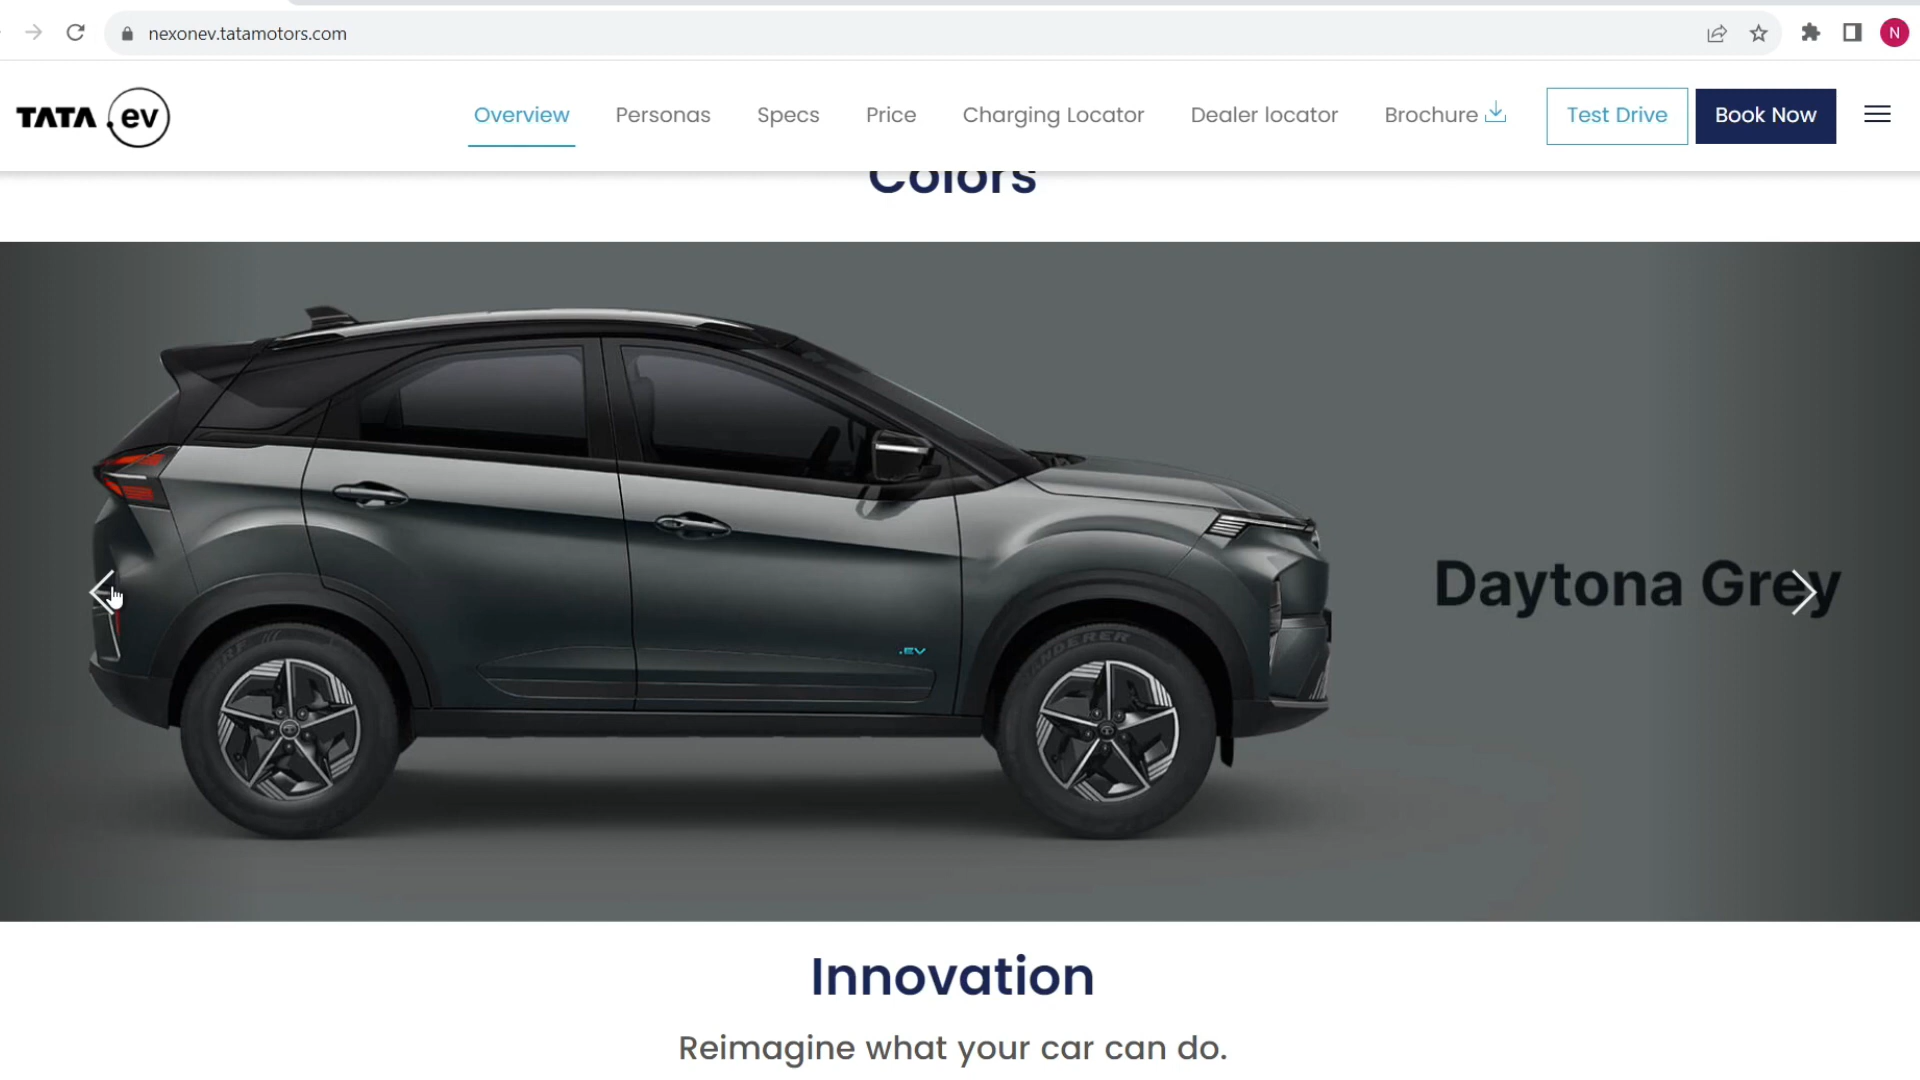 nexonev.tatamotors.com
N
TATA .ev
Overview
Personas
Specs
Price
Charging Locator
Dealer locator
Brochure
Test Drive
Book Now
Colors
.EV
Daytona Grey
Innovation
Reimagine what your car can do.